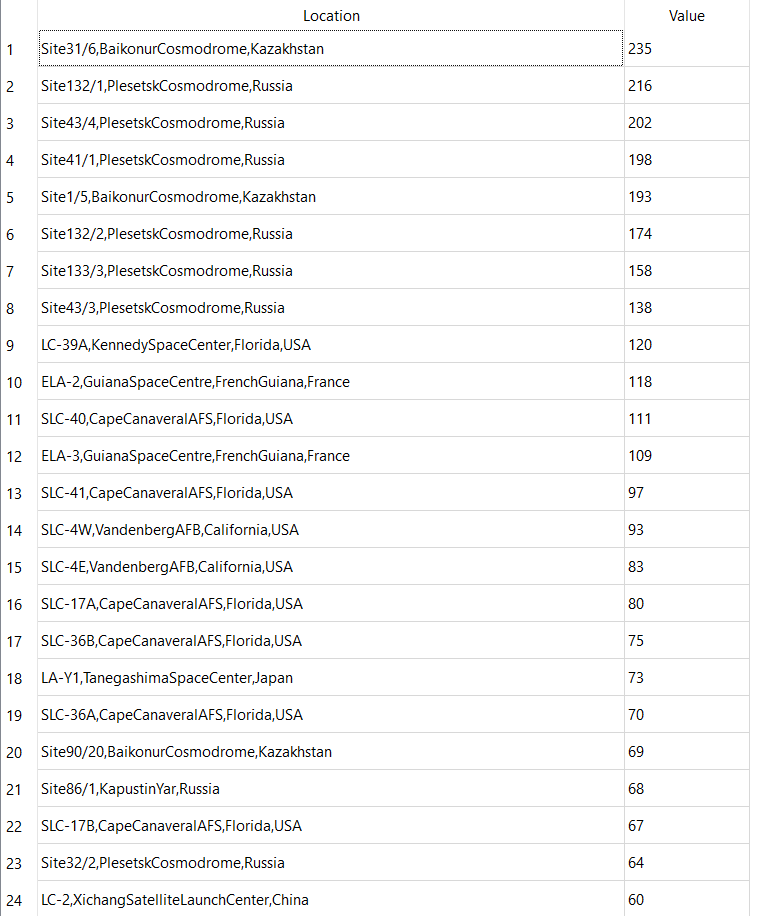 Location Value
1 Site31/6,BaikonurCosmodrome,Kazakhstan 235
2 Site132/1,PlesetskCosmodrome,Russia 216
3 Site43/4,PlesetskCosmodrome,Russia 202
4 Site41/1,PlesetskCosmodrome,Russia 198
5 Site1/5,BaikonurCosmodrome,Kazakhstan 193
6 Site132/2,PlesetskCosmodrome,Russia 174
7 Site133/3,PlesetskCosmodrome,Russia 158
8 Site43/3,PlesetskCosmodrome,Russia 138
9 LC-39A,KennedySpaceCenter,Florida,USA 120
10 ELA-2,GuianaSpaceCentre,FrenchGuiana,France 118
11 SLC-40,CapeCanaveralAFS,Florida,USA 111
12 ELA-3,GuianaSpaceCentre,FrenchGuiana,France 109
13 SLC-41,CapeCanaveralAFS,Florida,USA 97
14 SLC-4W,VandenbergAFB,California,USA 93
15 SLC-4E,VandenbergAFB,California,USA 83
16 SLC-17A,CapeCanaveralAFS,Florida,USA 80
17 SLC-36B,CapeCanaveralAFS,Florida,USA 75
18 LA-Y1,TanegashimaSpaceCenter,Japan 73
19 SLC-36A,CapeCanaveralAFS,Florida,USA 70
20 Site90/20,BaikonurCosmodrome,Kazakhstan 69
21 Site86/1,KapustinYar,Russia 68
22 SLC-17B,CapeCanaveralAFS,Florida,USA 67
23 Site32/2,PlesetskCosmodrome,Russia 64
24 LC-2,XichangSatelliteLaunchCenter,China 60